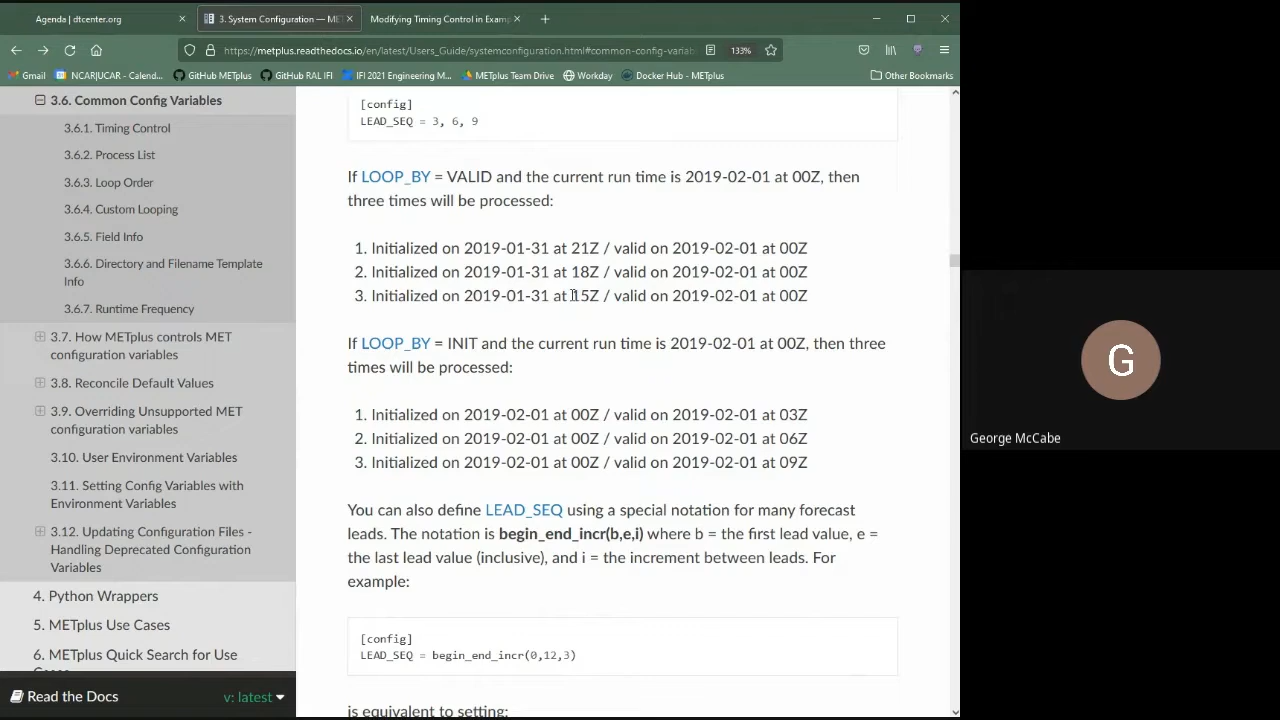 Agenda | dtcenter.org
3. System Configuration — MET
Modifying Timing Control in Examp
https://metplus.readthedocs.io/en/latest/Users_Guide/systemconfiguration.html#common-config-variab
133%
Gmail
NCAR|UCAR - Calend...
GitHub METplus
GitHub RAL IFI
IFI 2021 Engineering M...
METplus Team Drive
Workday
Docker Hub - METplus
Other Bookmarks
3.6. Common Config Variables
3.6.1. Timing Control
3.6.2. Process List
3.6.3. Loop Order
3.6.4. Custom Looping
3.6.5. Field Info
3.6.6. Directory and Filename Template
Info
3.6.7. Runtime Frequency
3.7. How METplus controls MET
configuration variables
3.8. Reconcile Default Values
3.9. Overriding Unsupported MET
configuration variables
3.10. User Environment Variables
3.11. Setting Config Variables with
Environment Variables
3.12. Updating Configuration Files -
Handling Deprecated Configuration
Variables
4. Python Wrappers
5. METplus Use Cases
6. METplus Quick Search for Use
Read the Docs
v: latest
[config]
LEAD_SEQ = 3, 6, 9
If LOOP_BY = VALID and the current run time is 2019-02-01 at 00Z, then
three times will be processed:
1. Initialized on 2019-01-31 at 21Z / valid on 2019-02-01 at 00Z
2. Initialized on 2019-01-31 at 18Z / valid on 2019-02-01 at 00Z
3. Initialized on 2019-01-31 at 15Z / valid on 2019-02-01 at 00Z
If LOOP_BY = INIT and the current run time is 2019-02-01 at 00Z, then three
times will be processed:
1. Initialized on 2019-02-01 at 00Z / valid on 2019-02-01 at 03Z
2. Initialized on 2019-02-01 at 00Z / valid on 2019-02-01 at 06Z
3. Initialized on 2019-02-01 at 00Z / valid on 2019-02-01 at 09Z
You can also define LEAD_SEQ using a special notation for many forecast
leads. The notation is begin_end_incr(b,e,i) where b = the first lead value, e =
the last lead value (inclusive), and i = the increment between leads. For
example:
[config]
LEAD_SEQ = begin_end_incr(0,12,3)
is equivalent to setting:
G
George McCabe